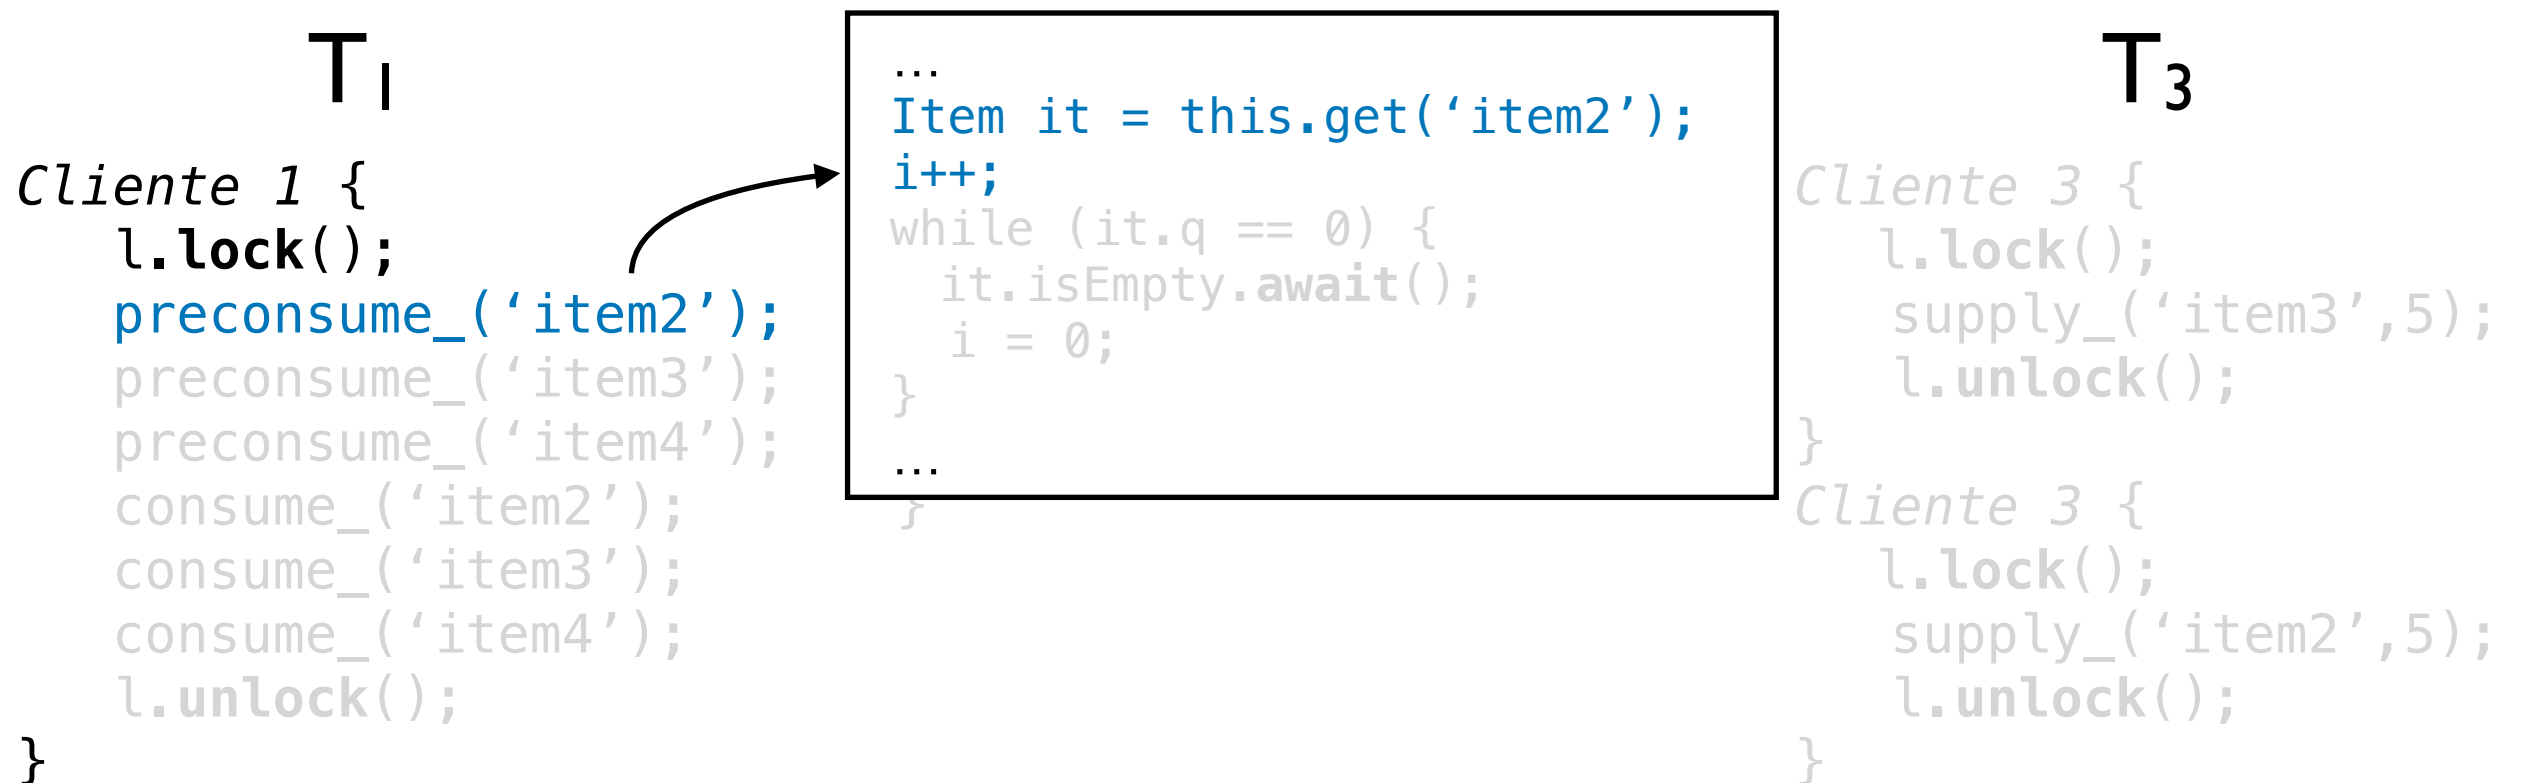 T1
Cliente 1 {
l.lock();
preconsume_(‘item2’);
preconsume_(‘item3’);
preconsume_(‘item4’);
consume_(‘item2’);
consume_(‘item3’);
consume_(‘item4’);
l.unlock();
}
…
Item it = this.get(‘item2’);
i++;
while (it.q == 0) {
it.isEmpty.await();
i = 0;
}
…
}
T3
Cliente 3 {
l.lock();
supply_(‘item3’,5);
l.unlock();
}
Cliente 3 {
l.lock();
supply_(‘item2’,5);
l.unlock();
}